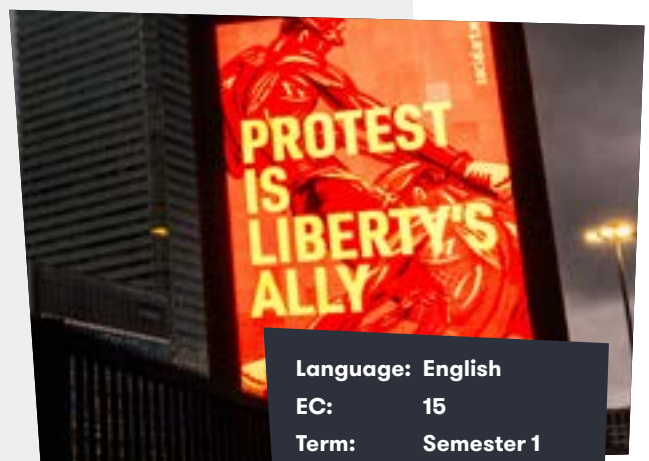 PROTEST
IS
LIBERTY'S
ALLY
Language: English
EC: 15
Term: Semester 1